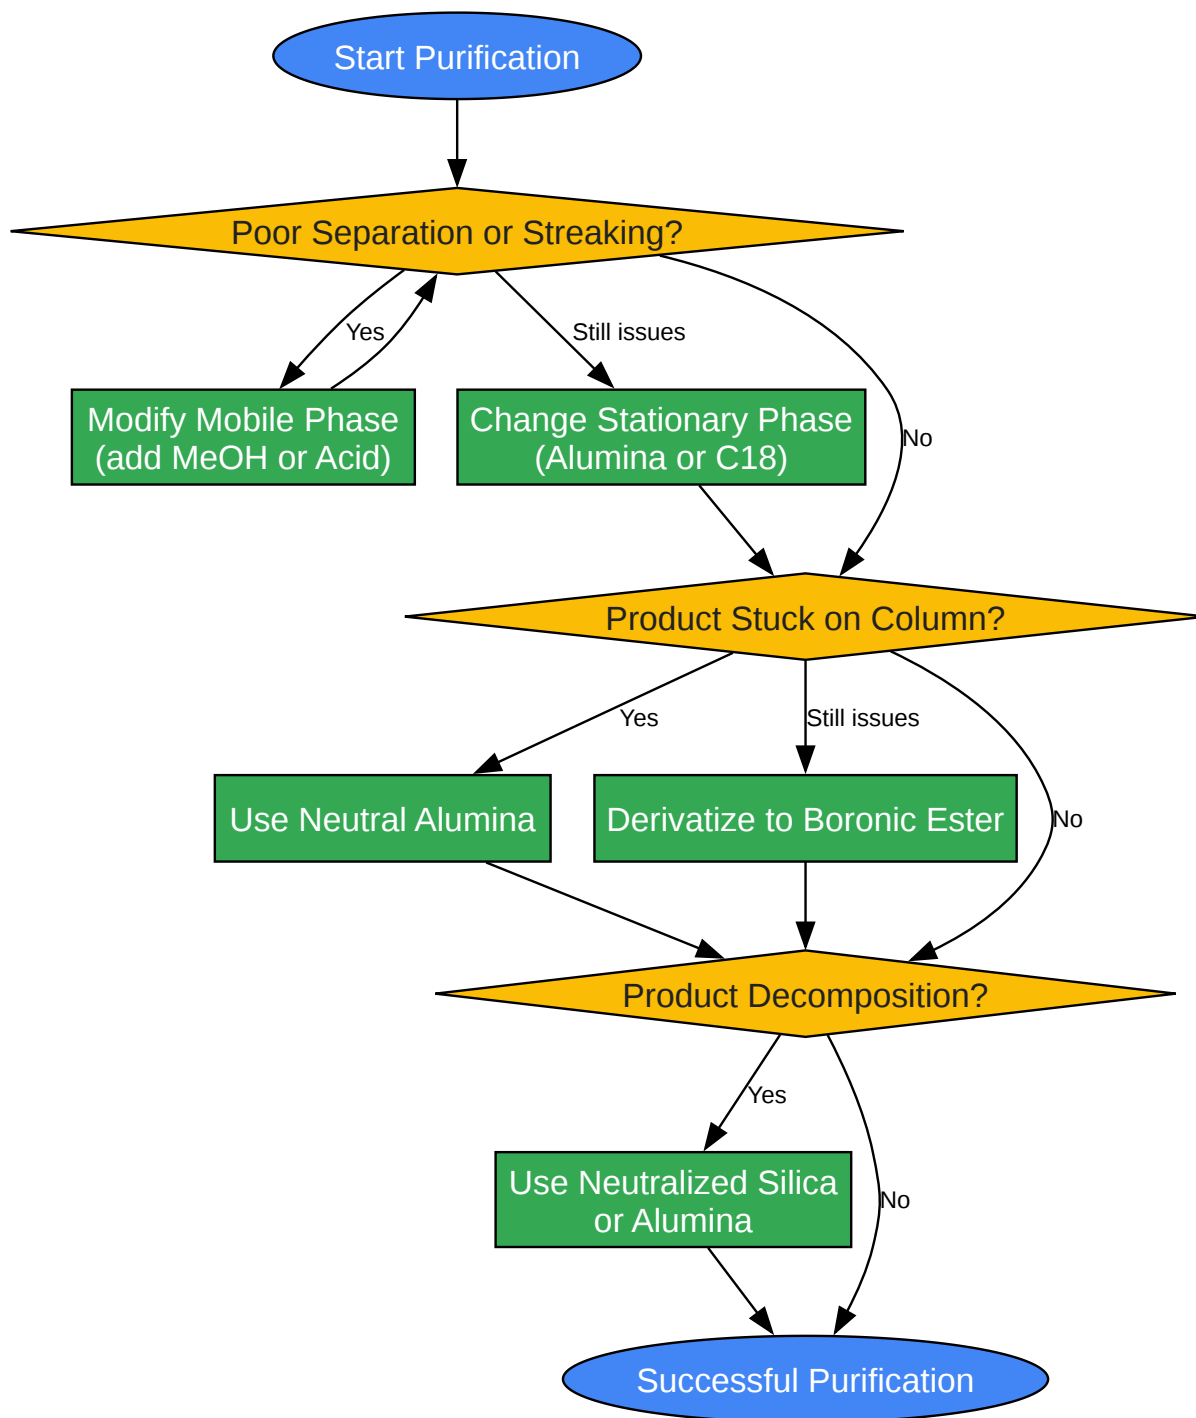 Start Purification
Poor Separation or Streaking?
Yes
Still issues
Modify Mobile Phase
(add MeOH or Acid)
Change Stationary Phase
(Alumina or C18)
No
Product Stuck on Column?
Yes
Still issues
Use Neutral Alumina
Derivatize to Boronic Ester
No
Product Decomposition?
Yes
Use Neutralized Silica
or Alumina
No
Successful Purification